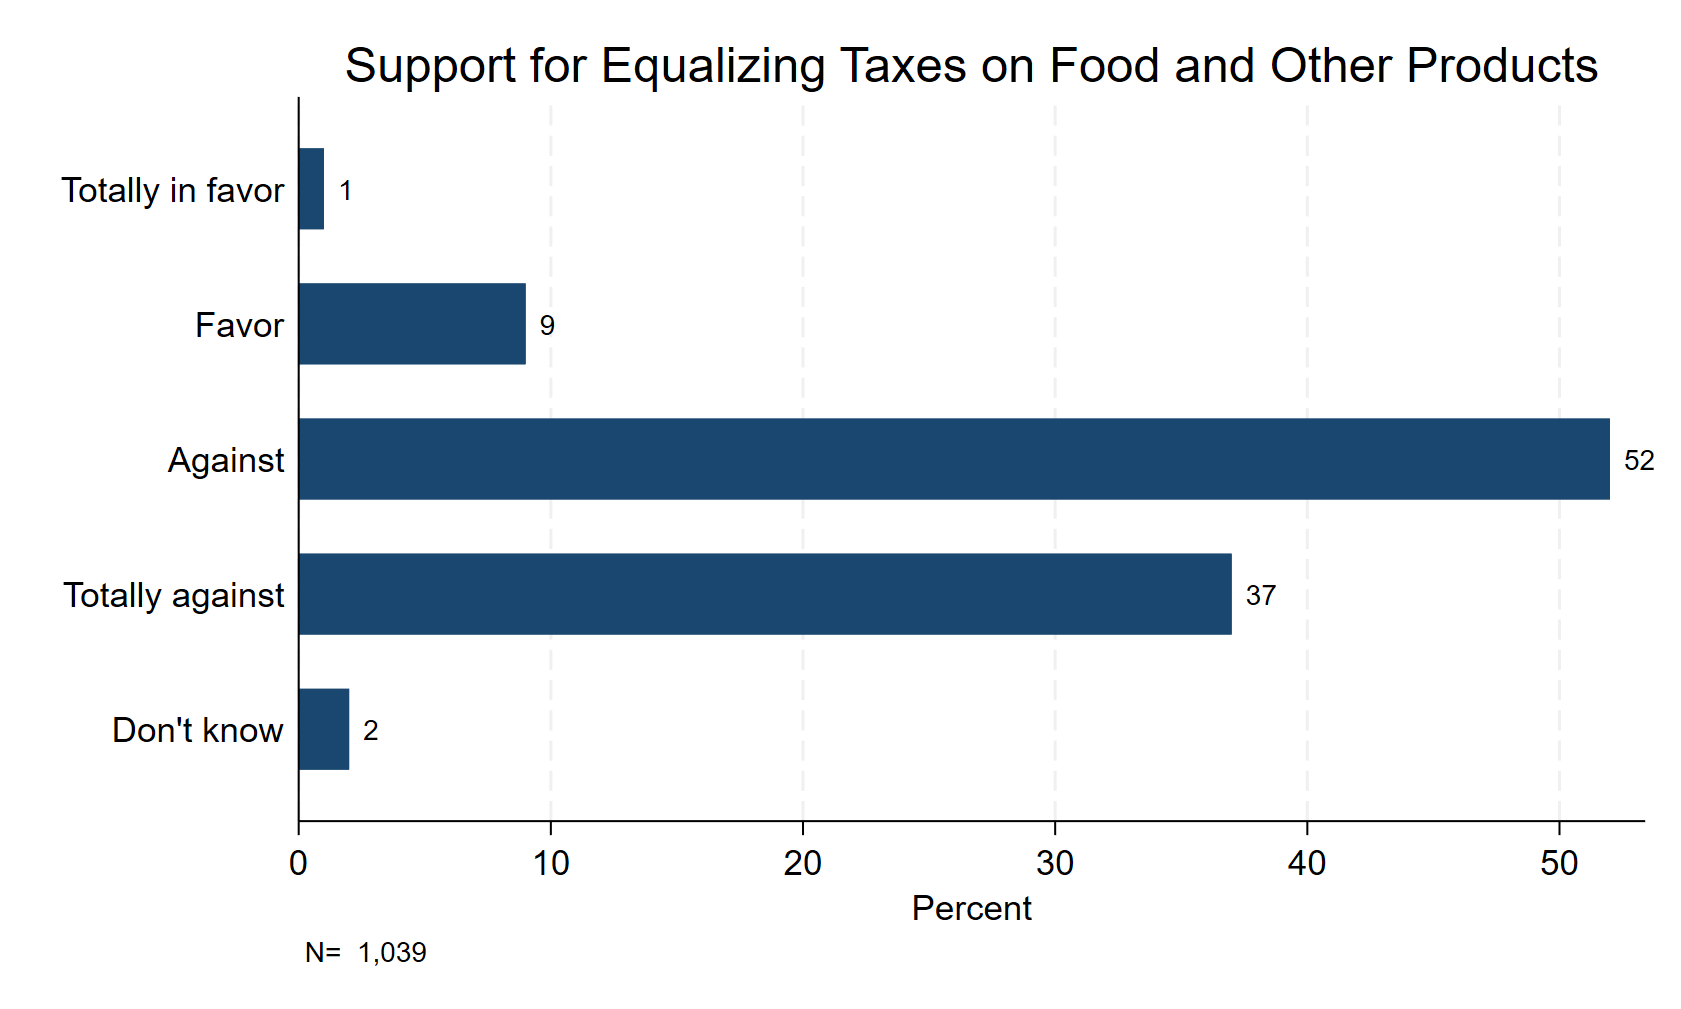 Support for Equalizing Taxes on Food and Other Products
Totally in favor 1
Favor 9
Against 52
Totally against 37
Don't know 2
0 10 20 30 40 50
Percent
N= 1,039